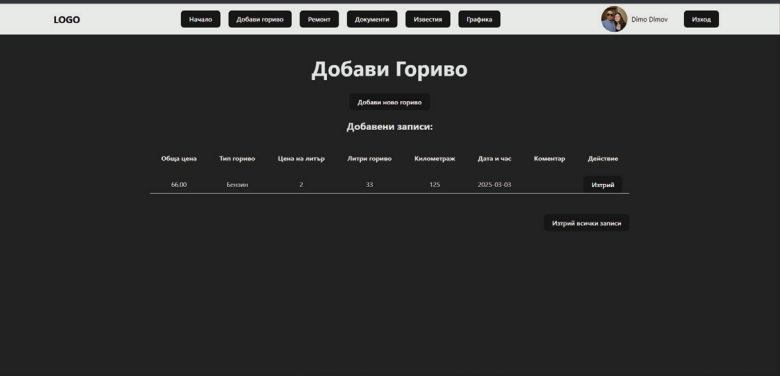 LOGO Начало Добави гориво Ремонт Документи Известия Графика Dimo Dimov Изход
Добави Гориво
Добави ново гориво
Добавени записи:
Обща цена Тип гориво Цена на литър Литри гориво Километраж Дата и час Коментар Действие
66.00 Бензин 2 33 125 2025-03-03 Изтрий
Изтрий всички записи